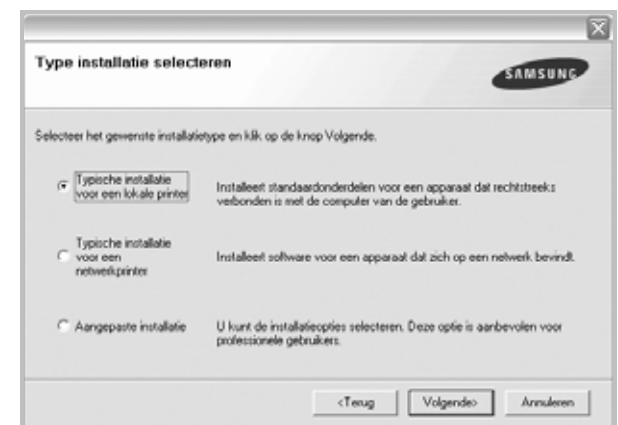 Type installatie selecteren
SAMSUNG
Selecteer het gewenste installatietype en klik op de knop Volgende.
Typische installatie
voor een lokale printer
Installeert standaardonderdelen voor een apparaat dat rechtstreeks
verbonden is met de computer van de gebruiker.
Typische installatie
voor een
netwerkprinter
Installeert software voor een apparaat dat zich op een netwerk bevindt.
Aangepaste installatie
U kunt de installatieopties selecteren. Deze optie is aanbevolen voor
professionele gebruikers.
<Terug
Volgende>
Annuleren